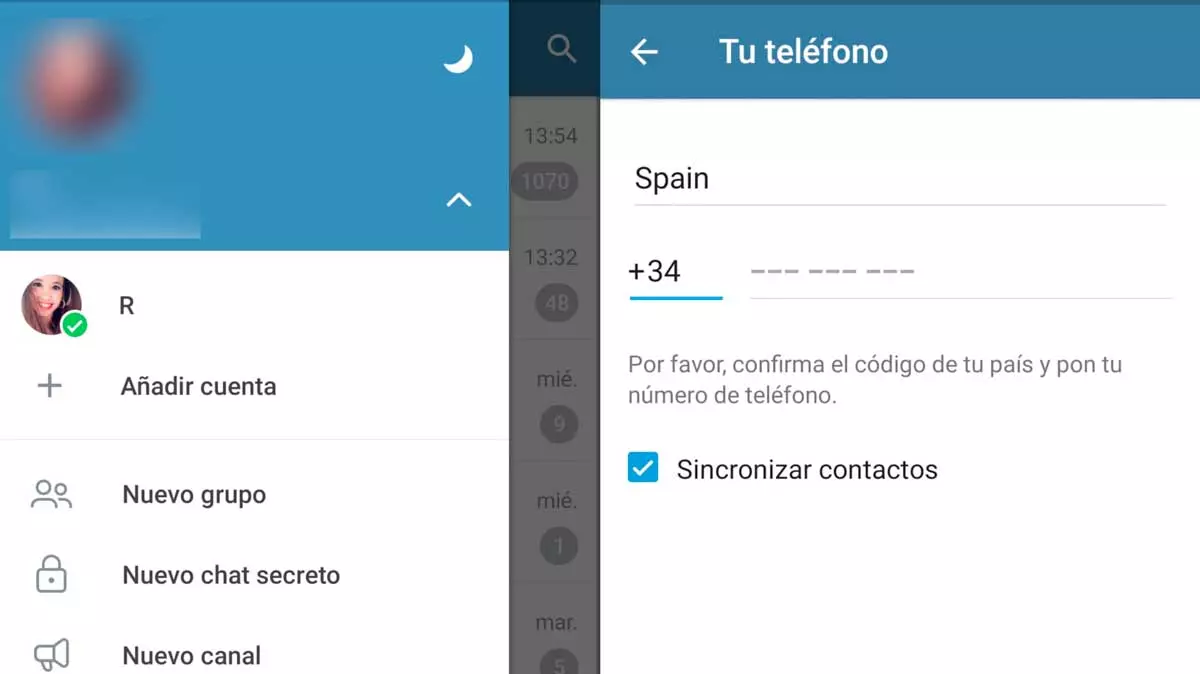 R
Añadir cuenta
Nuevo grupo
Nuevo chat secreto
Nuevo canal
13:54
1070
13:32
48
mié.
9
mié.
1
mar.
5
Tu teléfono
Spain
+34
Por favor, confirma el código de tu país y pon tu
número de teléfono.
Sincronizar contactos